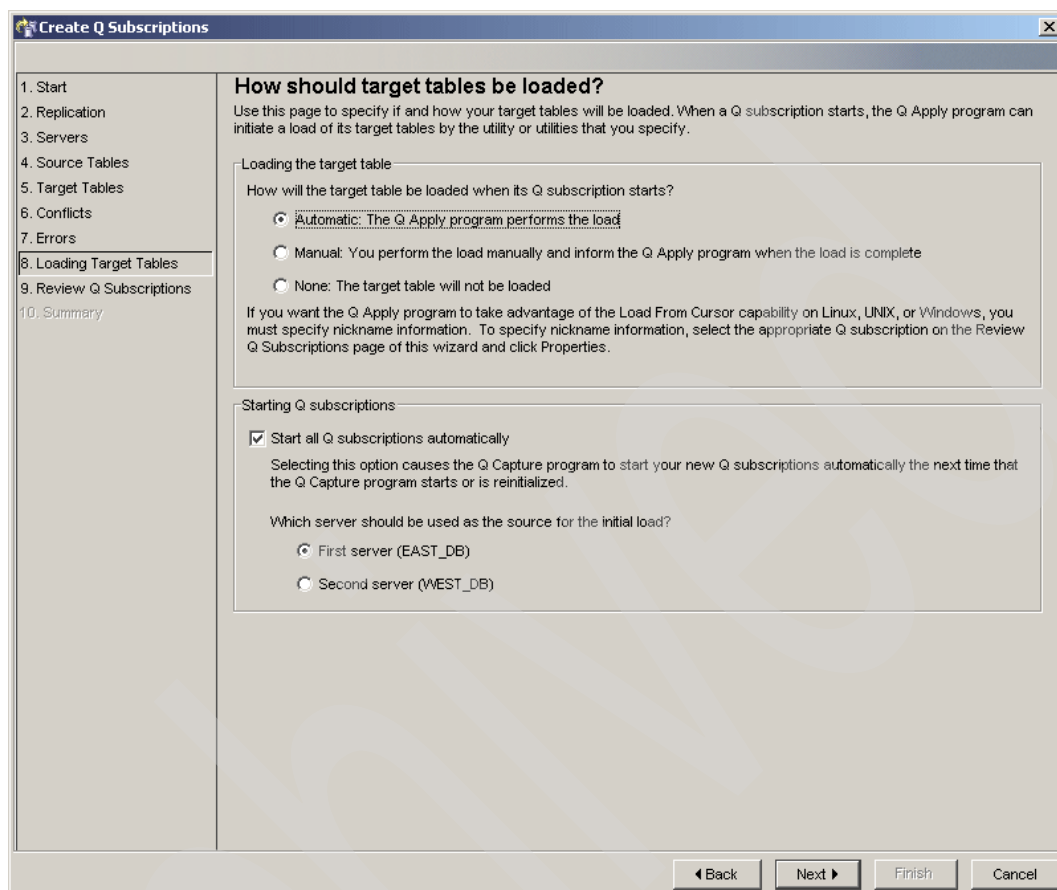 Create Q Subscriptions
1. Start
2. Replication
3. Servers
4. Source Tables
5. Target Tables
6. Conflicts
7. Errors
8. Loading Target Tables
9. Review Q Subscriptions
10. Summary
How should target tables be loaded?
Use this page to specify if and how your target tables will be loaded. When a Q subscription starts, the Q Apply program can
initiate a load of its target tables by the utility or utilities that you specify.
Loading the target table
How will the target table be loaded when its Q subscription starts?
Automatic: The Q Apply program performs the load
Manual: You perform the load manually and inform the Q Apply program when the load is complete
None: The target table will not be loaded
If you want the Q Apply program to take advantage of the Load From Cursor capability on Linux, UNIX, or Windows, you
must specify nickname information. To specify nickname information, select the appropriate Q subscription on the Review
Q Subscriptions page of this wizard and click Properties.
Starting Q subscriptions
Start all Q subscriptions automatically
Selecting this option causes the Q Capture program to start your new Q subscriptions automatically the next time that
the Q Capture program starts or is reinitialized.
Which server should be used as the source for the initial load?
First server (EAST_DB)
Second server (WEST_DB)
Back
Next
Finish
Cancel